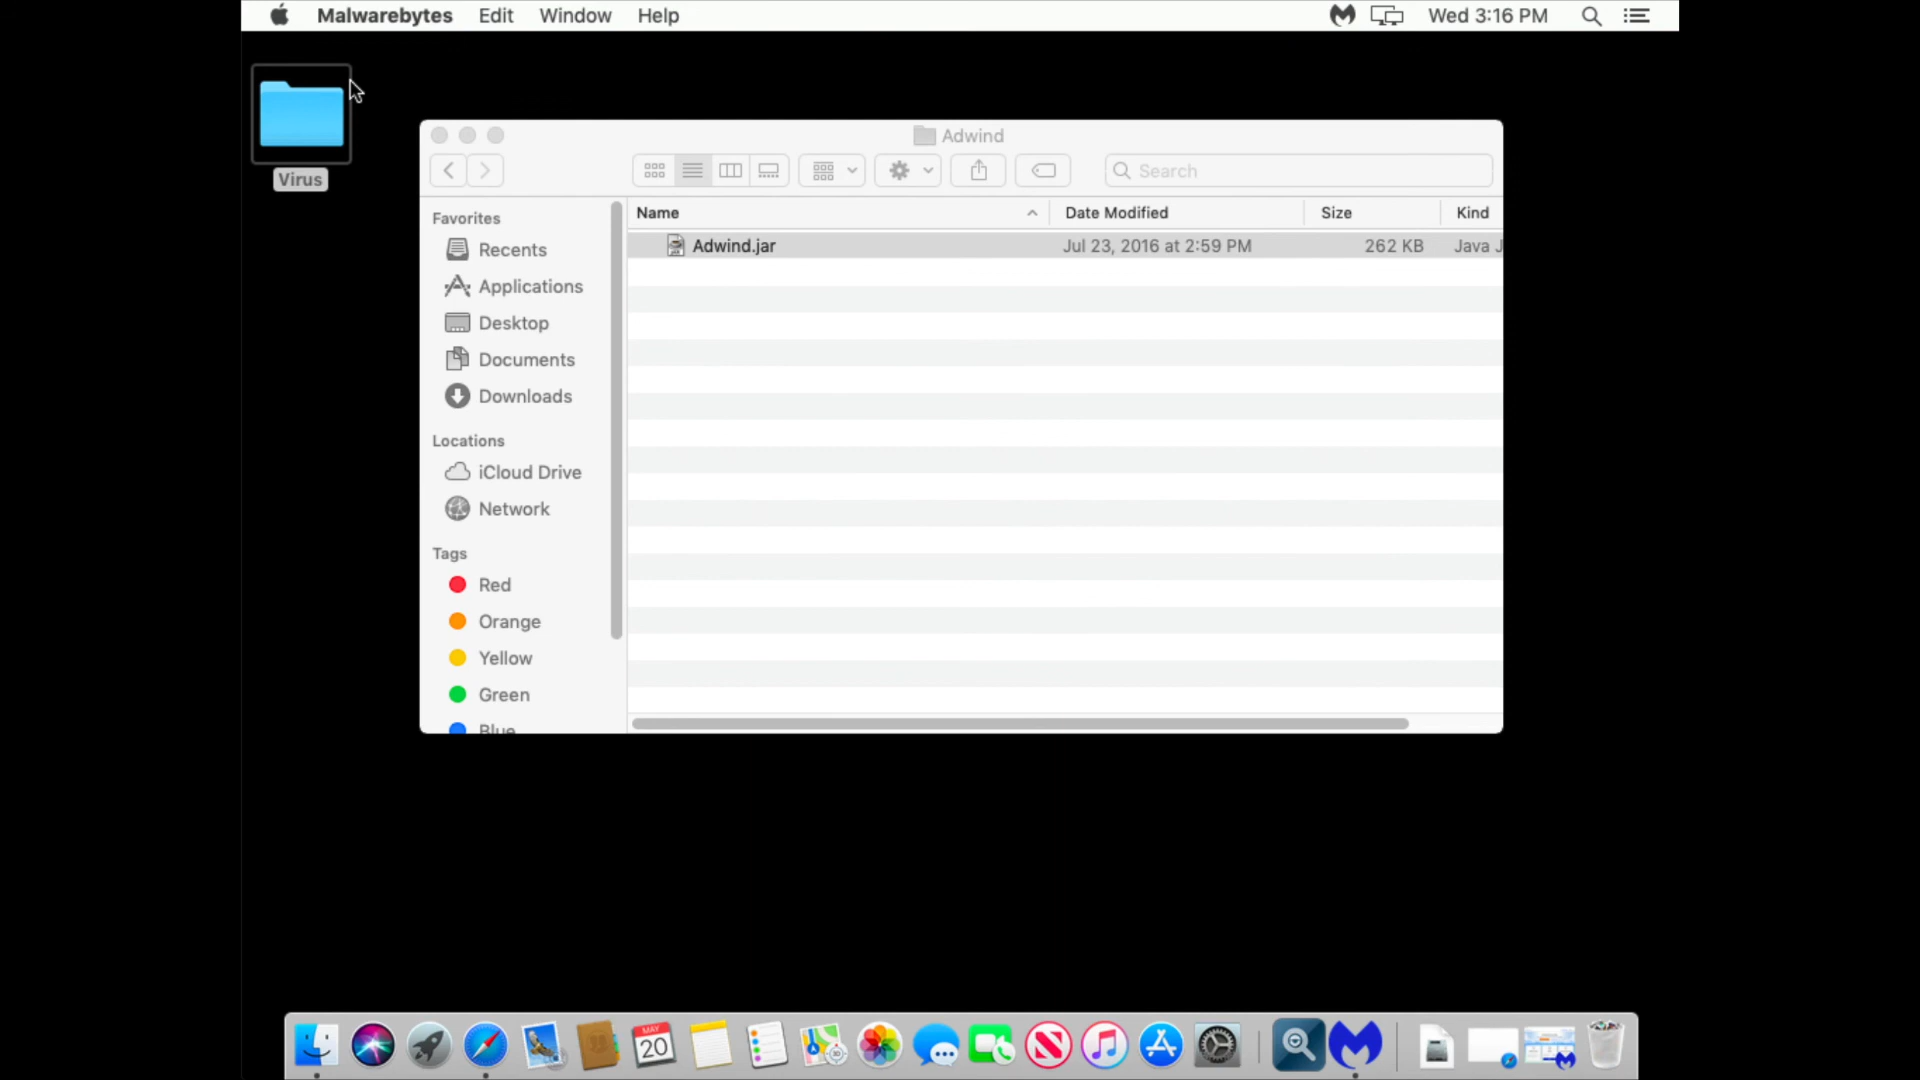 Malwarebytes Edit Window Help Wed 3:16 PM
Virus
Adwind
Search
Favorites
Recents
Applications
Desktop
Documents
Downloads
Locations
iCloud Drive
Network
Tags
Red
Orange
Yellow
Green
Blue
Name Date Modified Size Kind
Adwind.jar Jul 23, 2016 at 2:59 PM 262 KB Java J
MAY
20